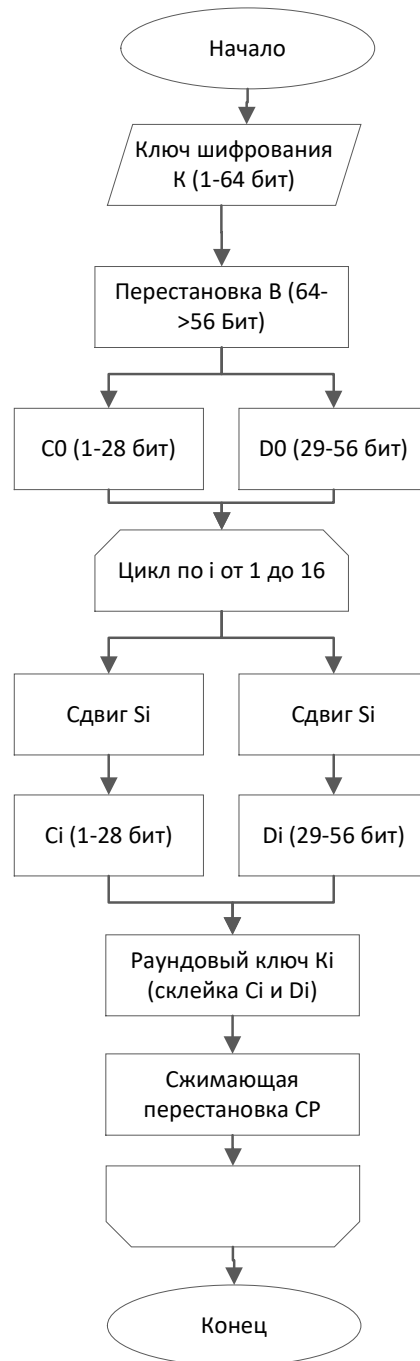 Начало
Ключ шифрования
К (1-64 бит)
Перестановка B (64-
>56 Бит)
C0 (1-28 бит)
D0 (29-56 бит)
Цикл по i от 1 до 16
Сдвиг Si
Сдвиг Si
Ci (1-28 бит)
Di (29-56 бит)
Раундовый ключ Ki
(склейка Ci и Di)
Сжимающая
перестановка CP
Конец